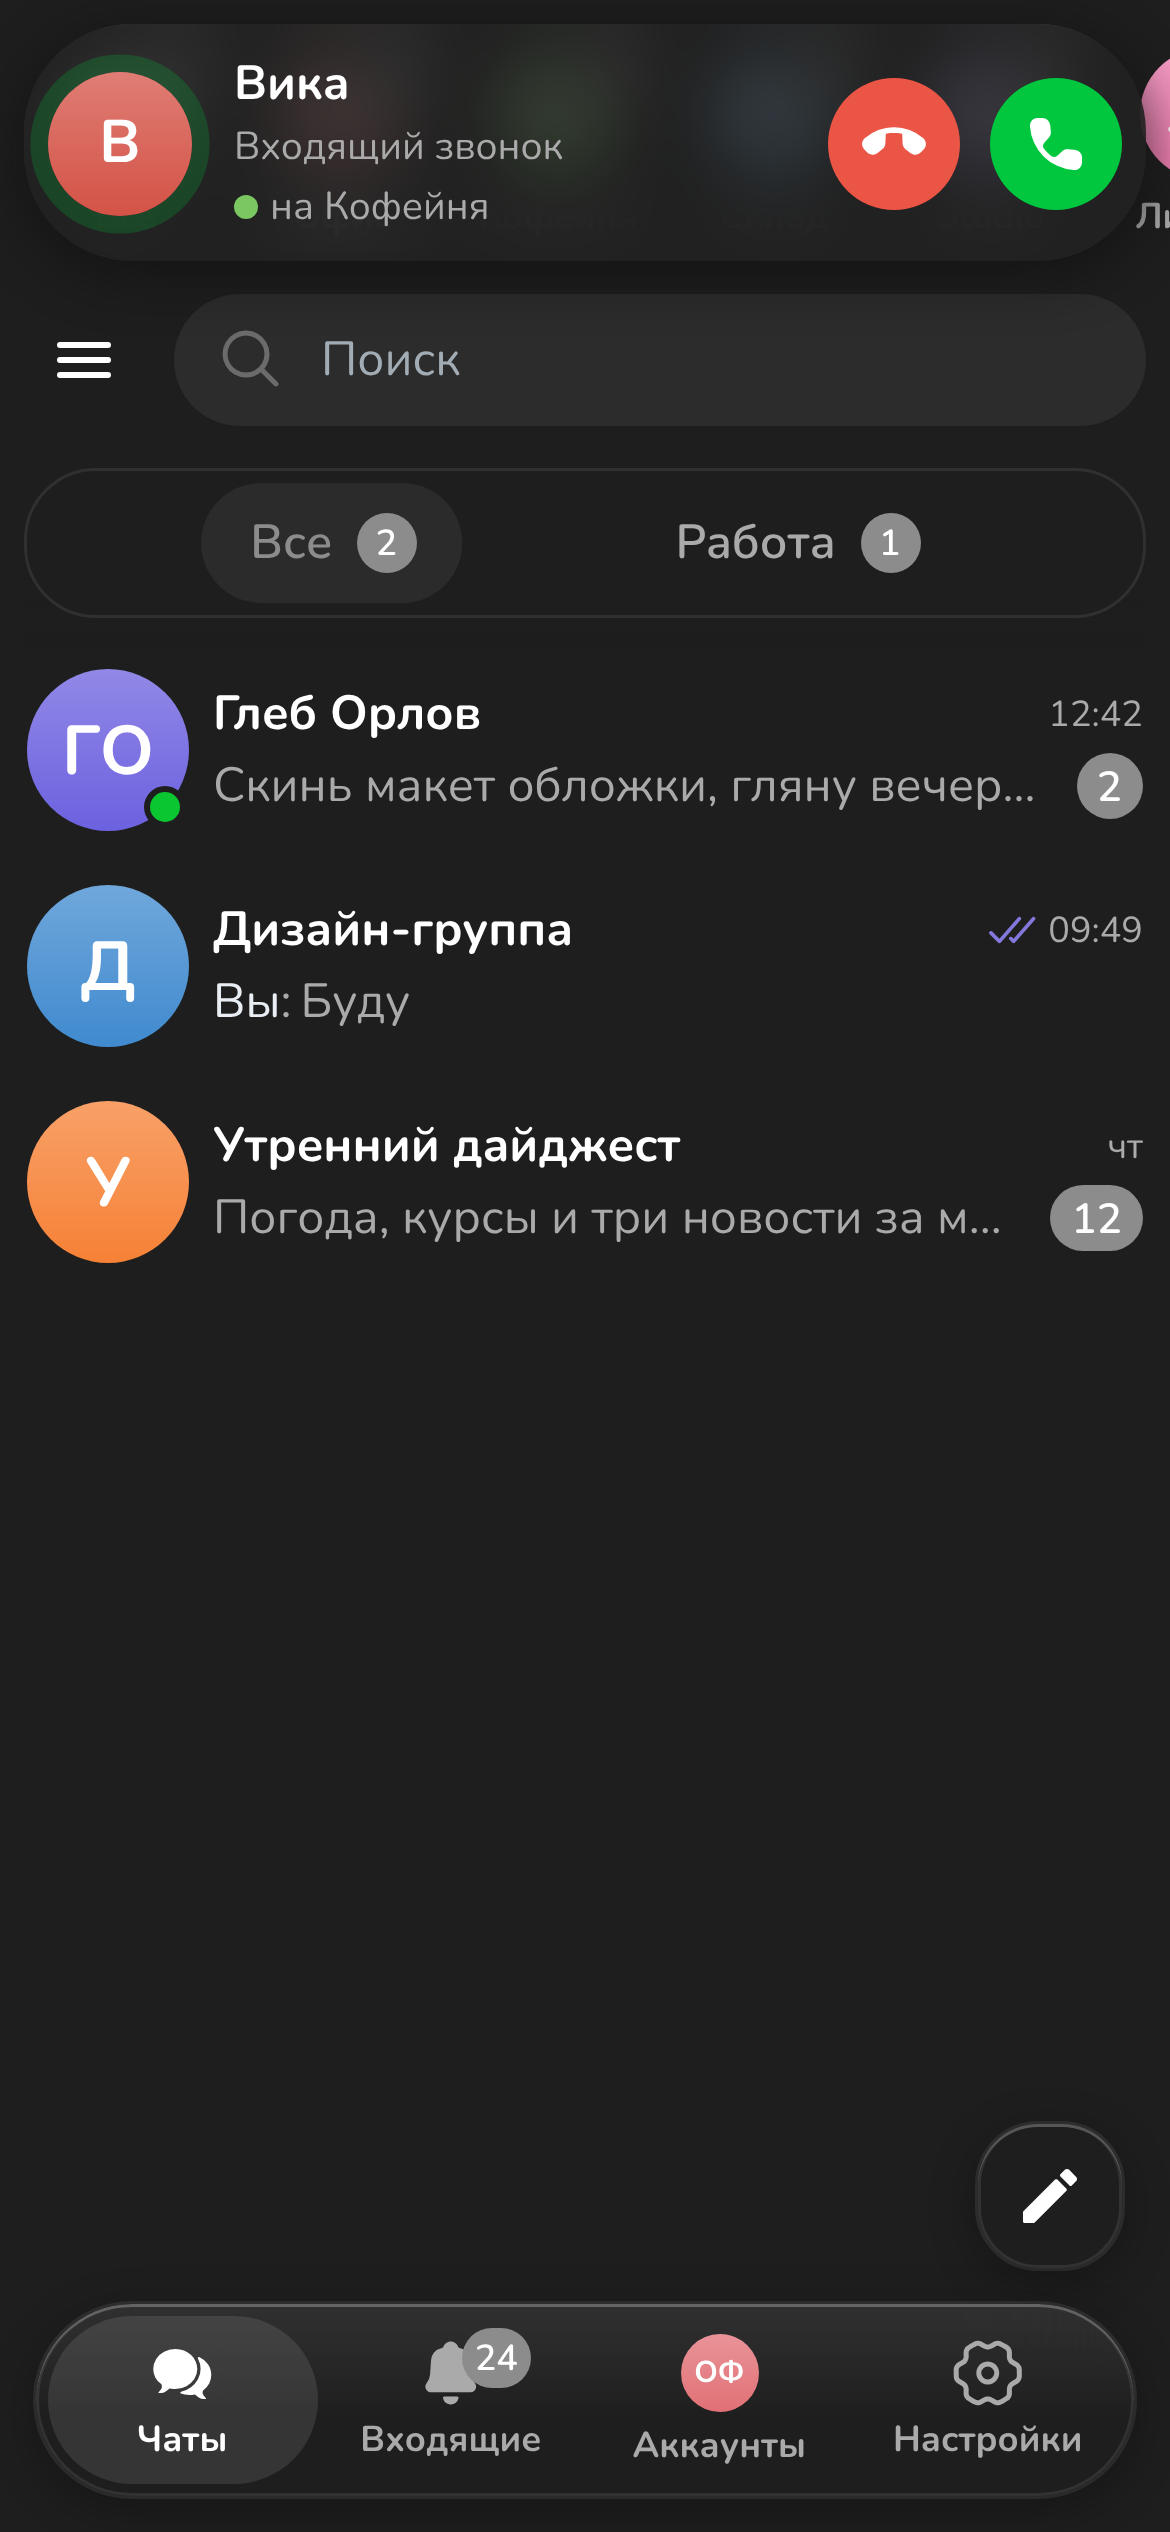 В
Вика
Входящий звонок
на Кофейня
Ли
Поиск
Все 2
Работа 1
ГО
Глеб Орлов
12:42
Скинь макет обложки, гляну вечер...
2
Д
Дизайн-группа
09:49
Вы: Буду
У
Утренний дайджест
чт
Погода, курсы и три новости за м...
12
24
ОФ
Чаты
Входящие
Аккаунты
Настройки